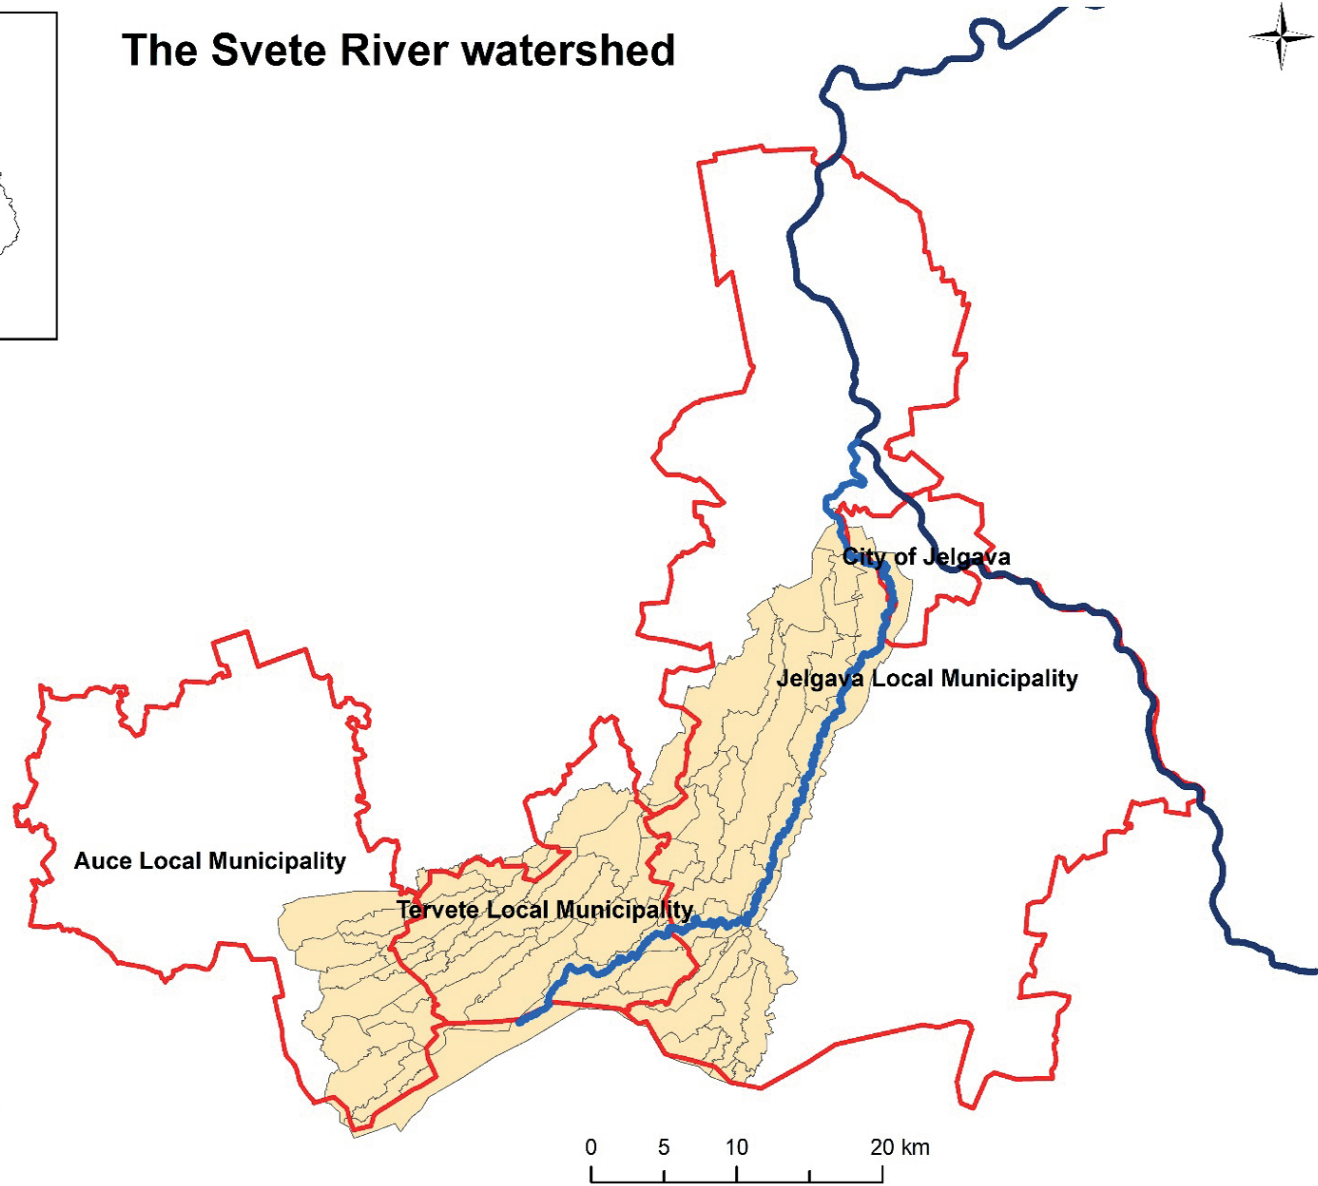 The Svete River watershed
City of Jelgava
Jelgava Local Municipality
Auce Local Municipality
Tervete Local Municipality
0 5 10 20 km